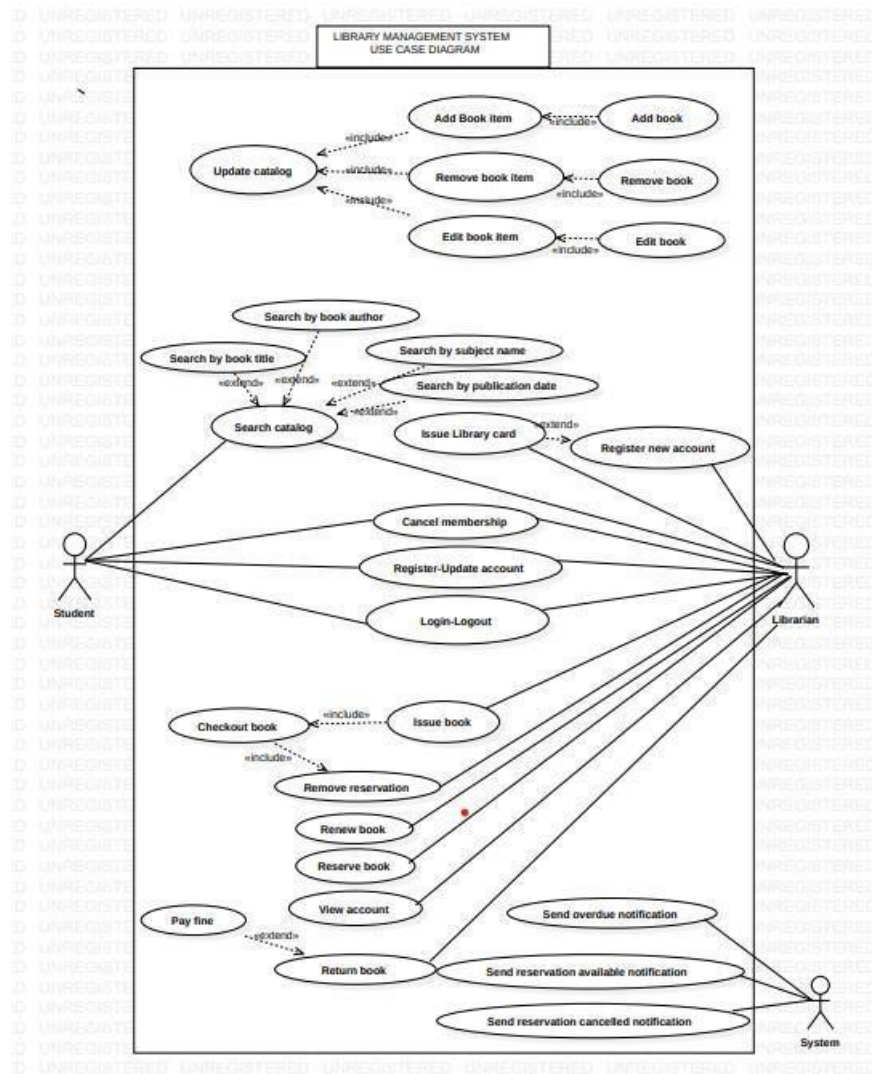 LIBRARY MANAGEMENT SYSTEM
USE CASE DIAGRAM
Add Book item
«include»
Add book
«include»
Update catalog
«include»
Remove book item
«include»
Remove book
«include»
Edit book item
«include»
Edit book
Search by book author
Search by book title
Search by subject name
«extend»
«extend»
«extend»
Search by publication date
«extend»
Search catalog
Issue Library card
«extend»
Register new account
Cancel membership
Register-Update account
Student
Login-Logout
Librarian
Checkout book
«include»
Issue book
«include»
Remove reservation
Renew book
Reserve book
View account
Send overdue notification
Pay fine
«extend»
Return book
Send reservation available notification
Send reservation cancelled notification
System
UNREGISTERED UNREGISTERED UNREGISTERED UNREGISTERED UNREGISTERED